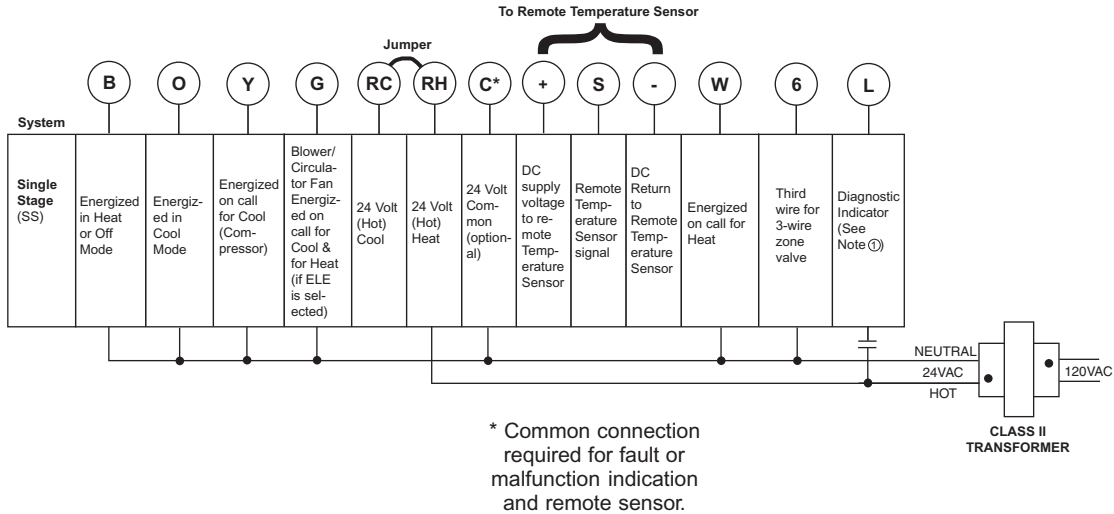 To Remote Temperature Sensor
Jumper
B O Y G RC RH C* + S - W 6 L
System
Single
Stage
(SS)
Energized
in Heat
or Off
Mode
Energiz-
ed in
Cool
Mode
Energized
on call
for Cool
(Com-
pressor)
Blower/
Circula-
tor Fan
Energiz-
ed on
call for
Cool &
for Heat
(if ELE
is sel-
ected)
24 Volt
(Hot)
Cool
24 Volt
(Hot)
Heat
24 Volt
Com-
mon
(option-
al)
DC
supply
voltage
to re-
mote
Temp-
erature
Sensor
Remote
Temp-
erature
Sensor
signal
DC
Return
to
Remote
Temp-
erature
Sensor
Energized
on call for
Heat
Third
wire for
3-wire
zone
valve
Diagnostic
Indicator
(See
Note ①)
NEUTRAL
24VAC
HOT
120VAC
CLASS II
TRANSFORMER
* Common connection
required for fault or
malfunction indication
and remote sensor.